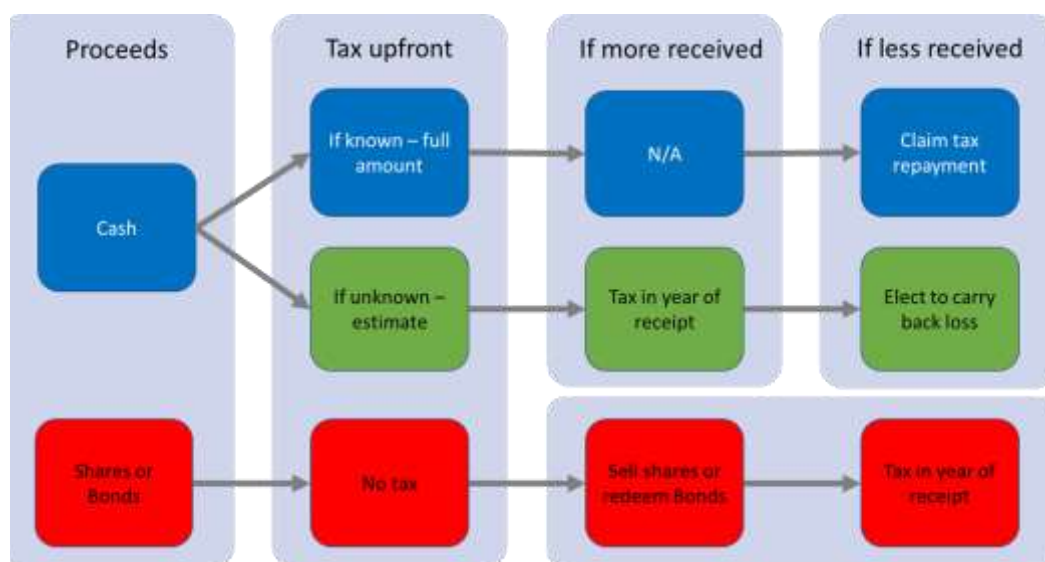 Proceeds
Tax upfront
If more received
If less received
Cash
If known – full
amount
N/A
Claim tax
repayment
If unknown –
estimate
Tax in year of
receipt
Elect to carry
back loss
Shares or
Bonds
No tax
Sell shares or
redeem Bonds
Tax in year of
receipt